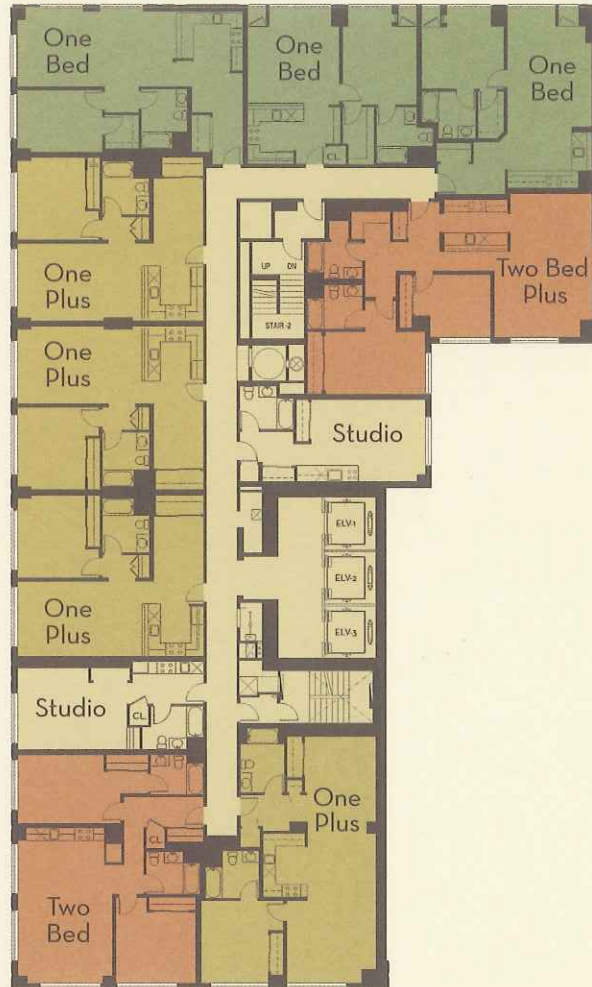 One
Bed
One
Bed
One
Bed
CL
One
Plus
UP DN
STAIR-2
Two Bed
Plus
One
Plus
Studio
ELV-1
ELV-2
One
Plus
ELV-3
Studio
CL
One
Plus
CL
Two
Bed